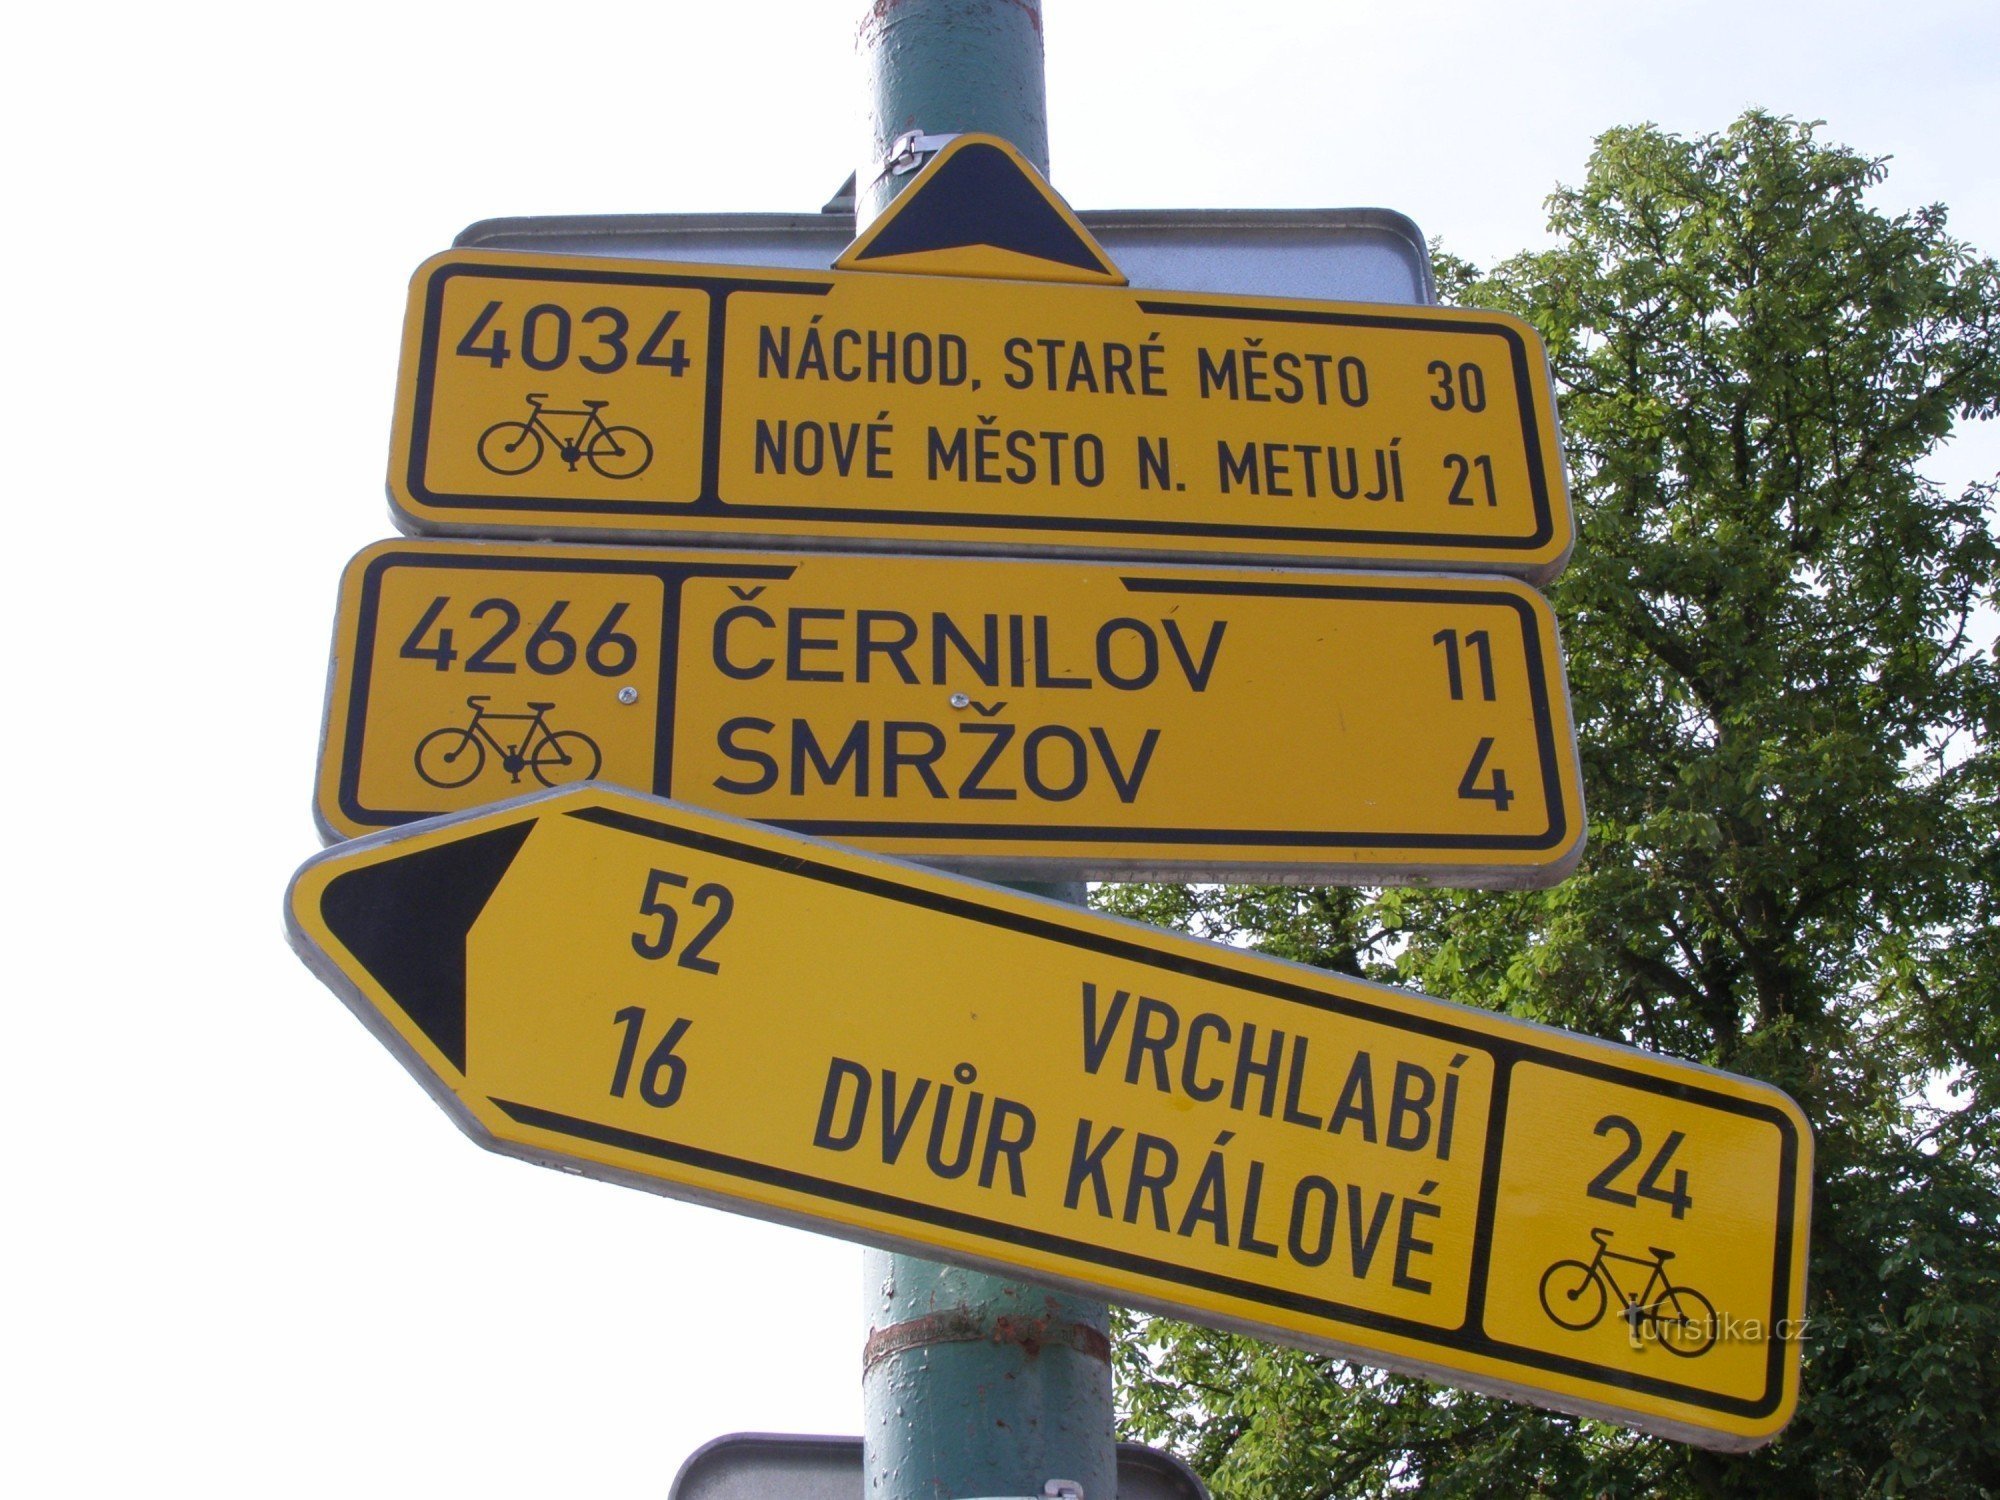 4034
NÁCHOD, STARÉ MĚSTO 30
NOVÉ MĚSTO N. METUJÍ 21
4266
ČERNILOV 11
SMRŽOV 4
52 VRCHLABÍ
16 DVŮR KRÁLOVÉ
24
turistika.cz